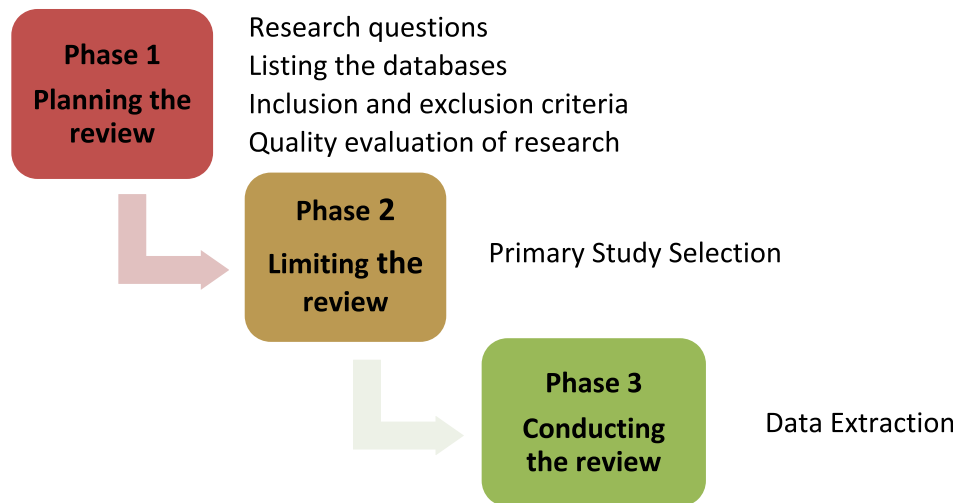 Phase 1
Planning the
review
Research questions
Listing the databases
Inclusion and exclusion criteria
Quality evaluation of research
Phase 2
Limiting the
review
Primary Study Selection
Phase 3
Conducting
the review
Data Extraction